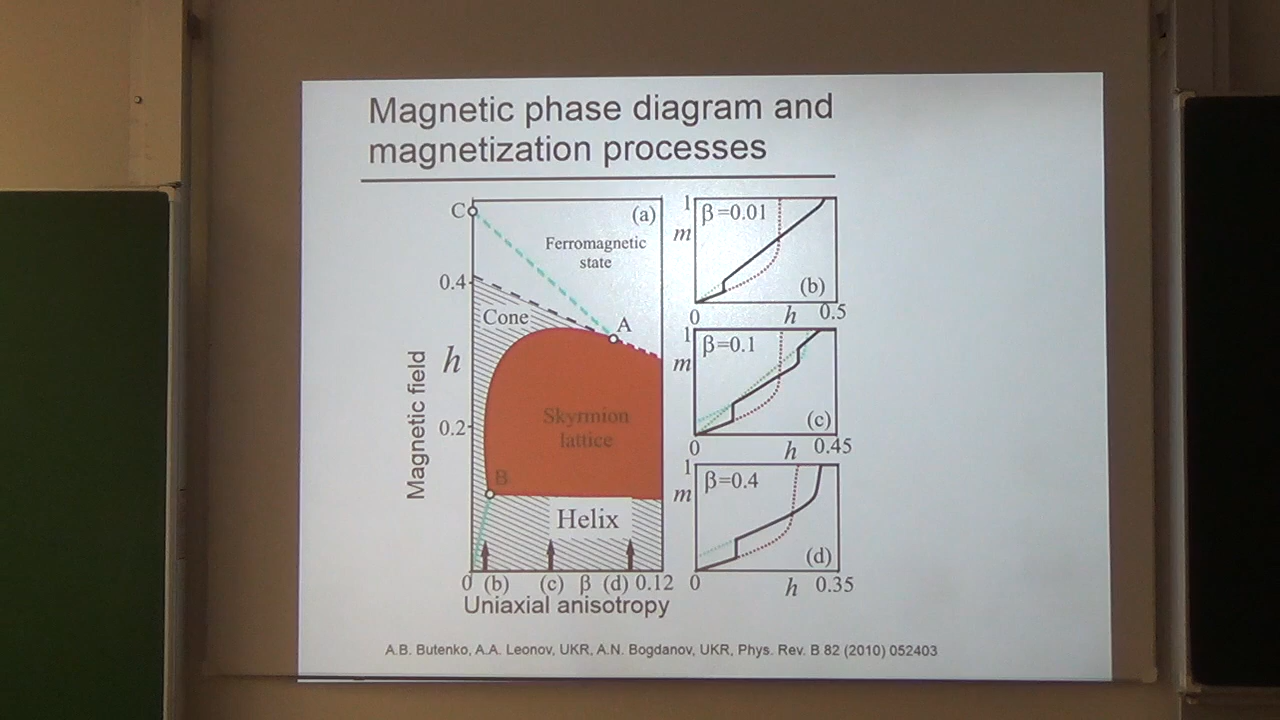 Magnetic phase diagram and
magnetization processes
C
(a)
Ferromagnetic
state
0.4
Cone
A
Magnetic field
h
Skyrmion
lattice
0.2
B
Helix
0 (b) (c) β (d) 0.12
Uniaxial anisotropy
1
β=0.01
m
(b)
0 h 0.5
1
β=0.1
m
(c)
0 h 0.45
1
β=0.4
m
(d)
0 h 0.35
A.B. Butenko, A.A. Leonov, UKR, A.N. Bogdanov, UKR, Phys. Rev. B 82 (2010) 052403